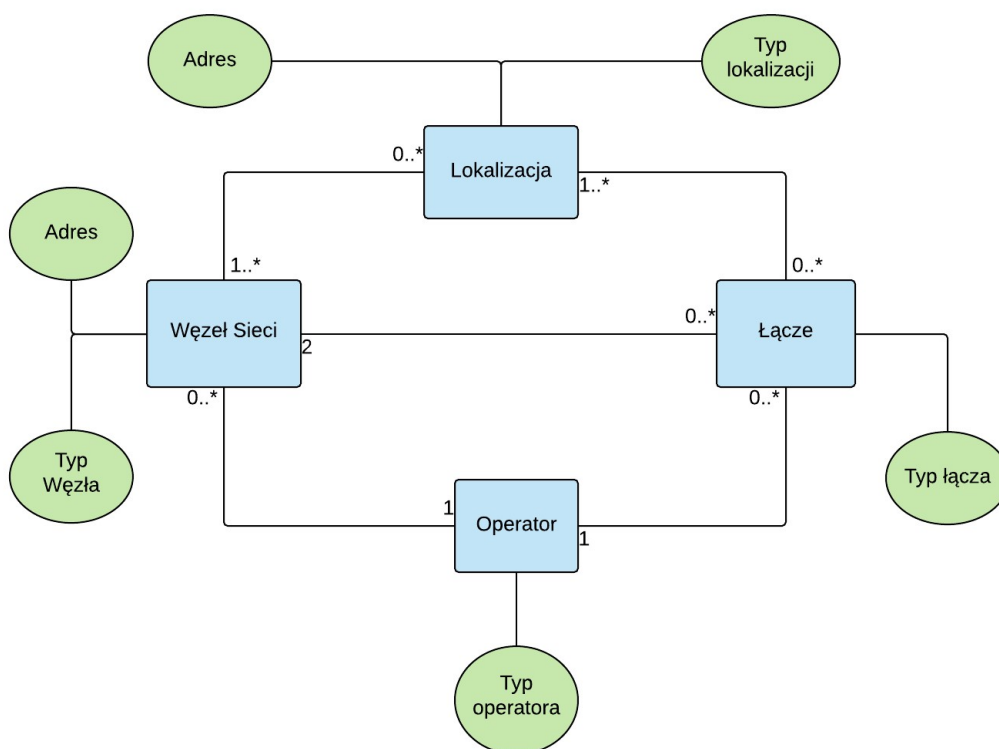 Adres
Typ
lokalizacji
0..*
Lokalizacja
1..*
Adres
1..*
0..*
Węzeł Sieci
2
0..*
Łącze
0..*
0..*
Typ
Węzła
Typ łącza
1
Operator
1
Typ
operatora